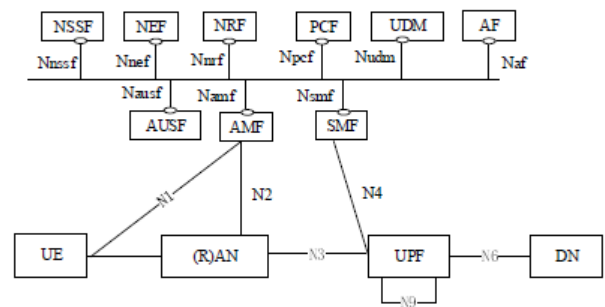 NSSF NEF NRF PCF UDM AF
Nnssf Nnef Nnrf Npcf Nudm Naf
Nausf Namf Nsmf
AUSF AMF SMF
N1 N2 N4
UE (R)AN N3 UPF N6 DN
N9